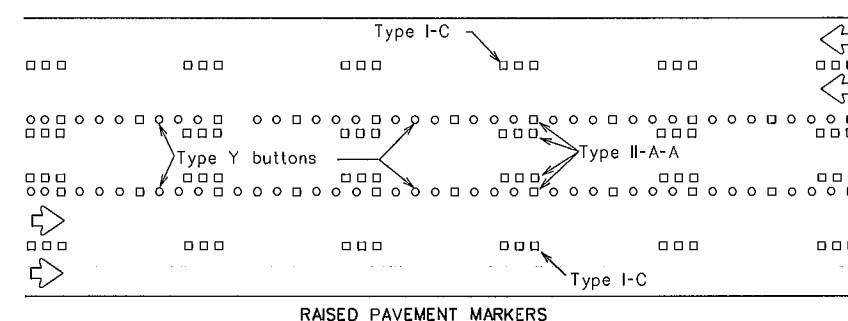 Type I-C
Type Y buttons
Type II-A-A
Type I-C
RAISED PAVEMENT MARKERS